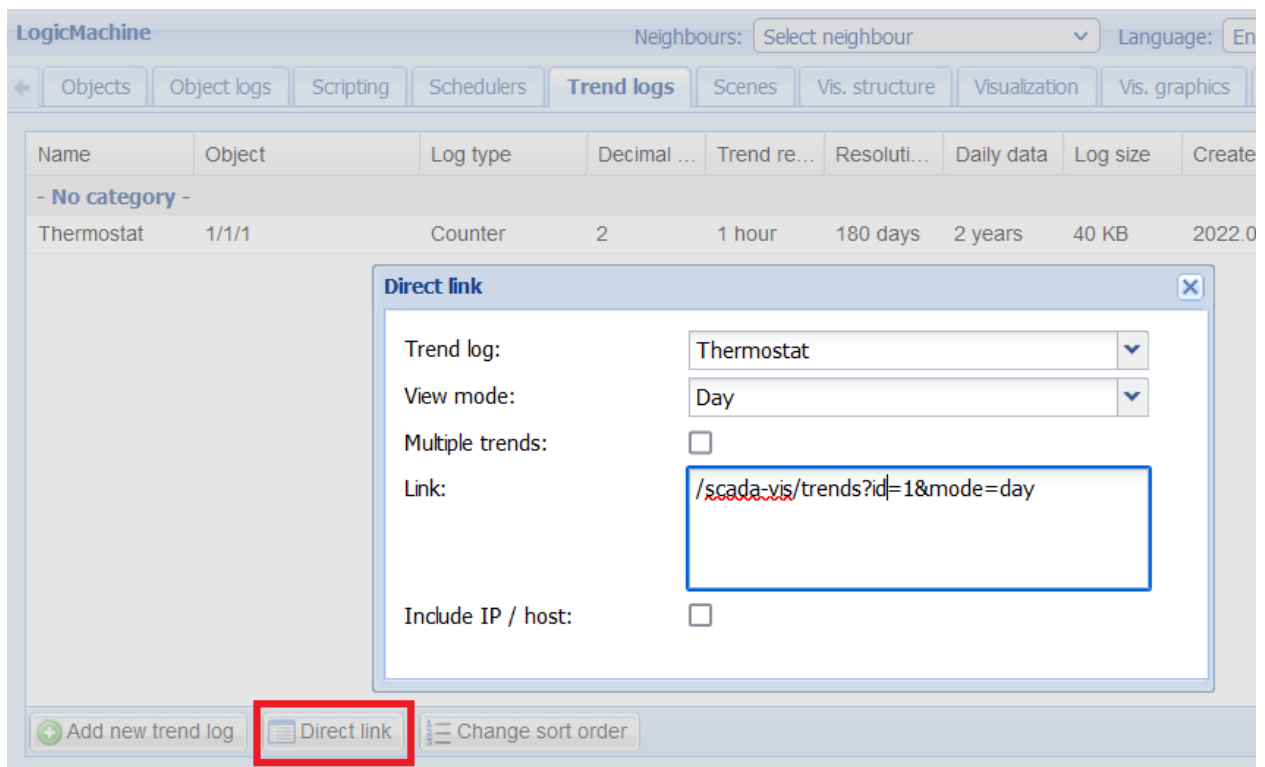 LogicMachine Neighbours: Select neighbour Language: En
Objects Object logs Scripting Schedulers Trend logs Scenes Vis. structure Visualization Vis. graphics
Name Object Log type Decimal ... Trend re... Resoluti... Daily data Log size Create
- No category -
Thermostat 1/1/1 Counter 2 1 hour 180 days 2 years 40 KB 2022.0
Direct link
Trend log: Thermostat
View mode: Day
Multiple trends:
Link: /scada-vis/trends?id=1&mode=day
Include IP / host:
Add new trend log Direct link Change sort order